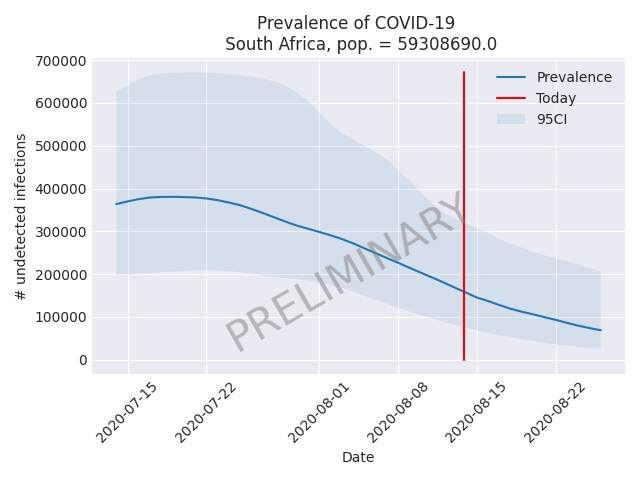 Prevalence of COVID-19
South Africa, pop. = 59308690.0
700000
600000
500000
400000
300000
200000
100000
0
# undetected infections
Prevalence
Today
95CI
PRELIMINARY
2020-07-15
2020-07-22
2020-08-01
2020-08-08
2020-08-15
2020-08-22
Date